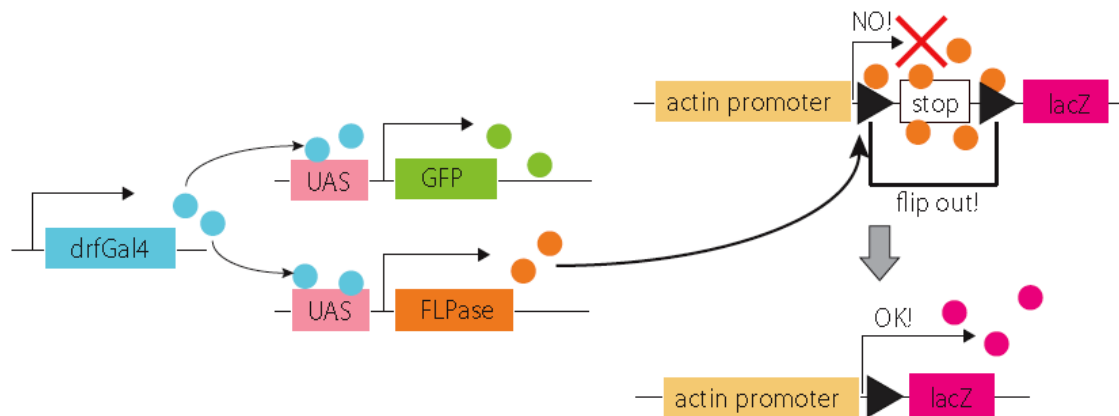 NO!
actin promoter
stop
lacZ
flip out!
UAS
GFP
drfGal4
UAS
FLPase
OK!
actin promoter
lacZ